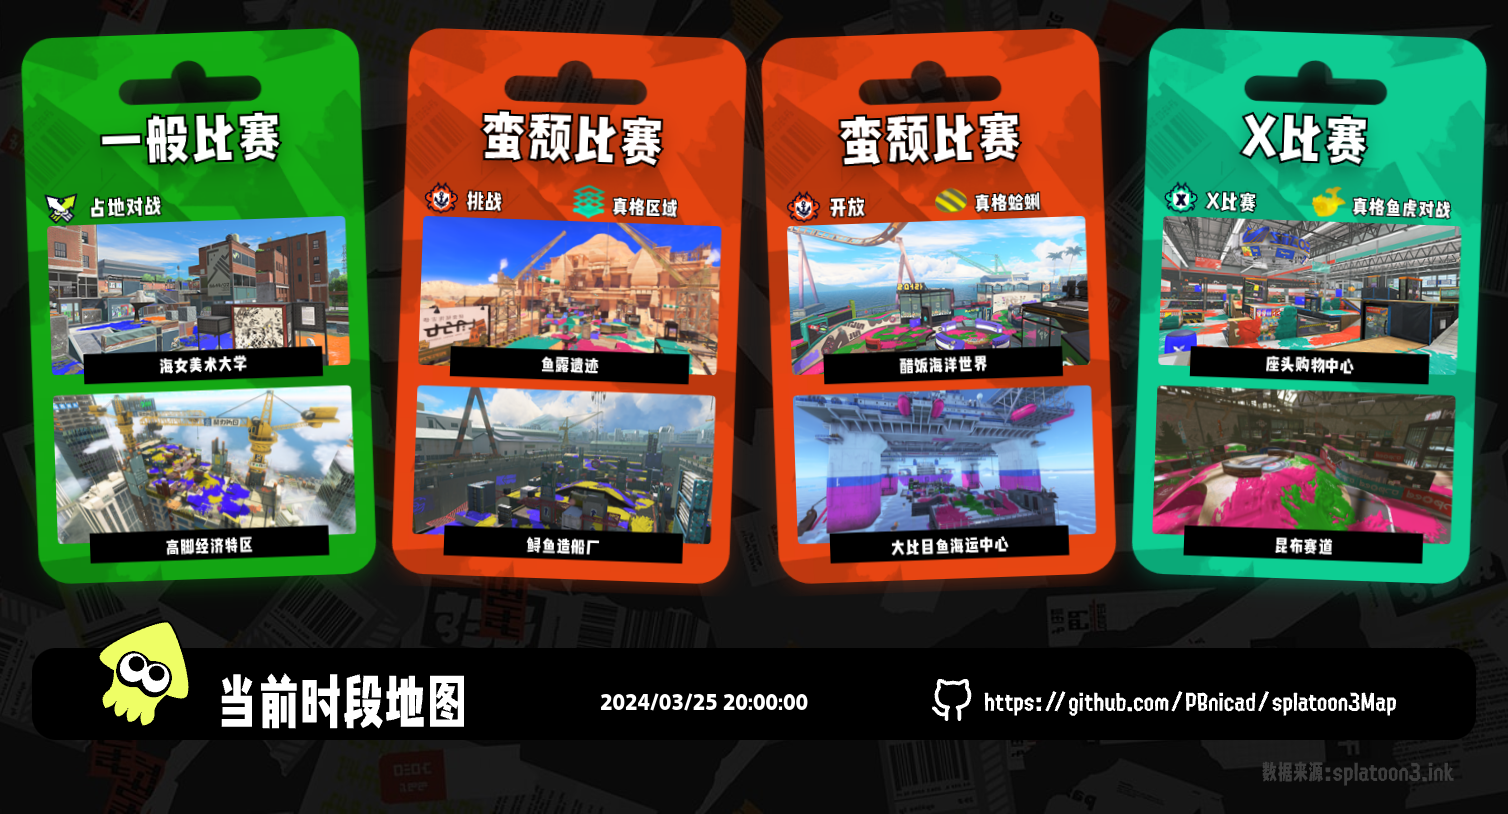 一般比赛
占地对战
海女美术大学
高脚经济特区
蛮颓比赛
挑战
真格区域
鱼露遗迹
鲟鱼造船厂
蛮颓比赛
开放
真格蛤蜊
醋饭海洋世界
大比目鱼海运中心
X比赛
X比赛
真格鱼虎对战
座头购物中心
昆布赛道
当前时段地图
2024/03/25 20:00:00
https://github.com/PBnicad/splatoon3Map
数据来源:splatoon3.ink